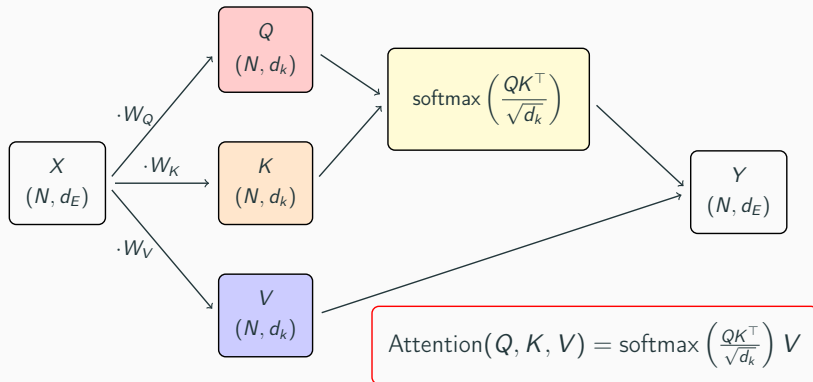 Q
(N, d_k)
softmax (QK^⊤ / √d_k)
·W_Q
X
(N, d_E)
·W_K
K
(N, d_k)
Y
(N, d_E)
·W_V
V
(N, d_k)
Attention(Q, K, V) = softmax (QK^⊤ / √d_k) V